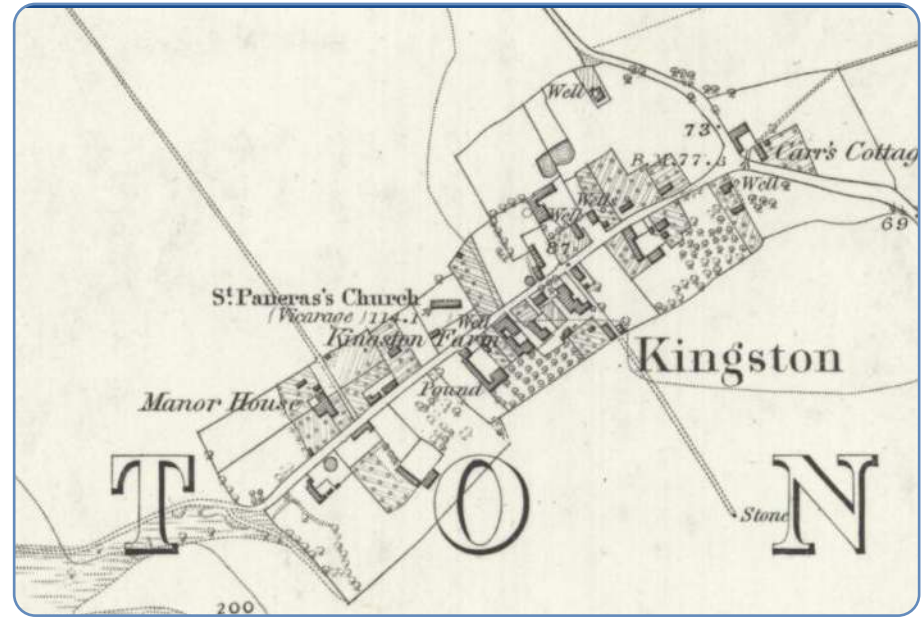 Well
73
B.M. 77.3
Carr's Cottag
Well
Wells
Well
69
87
St. Paneras's Church
(Vicarage) 114.1
Well
Kingston Farm
Kingston
Pound
Manor House
T O N
Stone
200